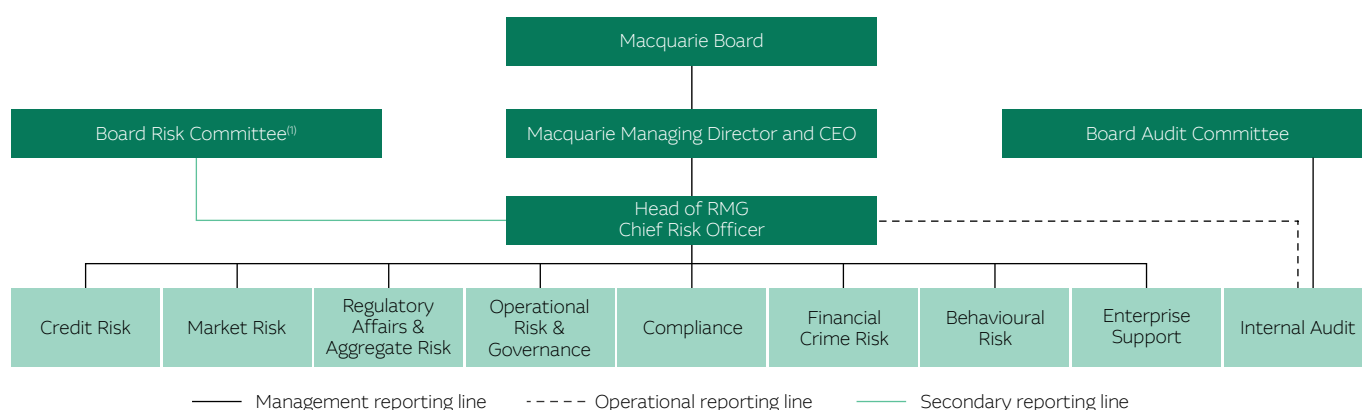 Macquarie Board
Board Risk Committee(1)
Macquarie Managing Director and CEO
Board Audit Committee
Head of RMG
Chief Risk Officer
Credit Risk
Market Risk
Regulatory
Affairs &
Aggregate Risk
Operational
Risk &
Governance
Compliance
Financial
Crime Risk
Behavioural
Risk
Enterprise
Support
Internal Audit
Management reporting line
Operational reporting line
Secondary reporting line